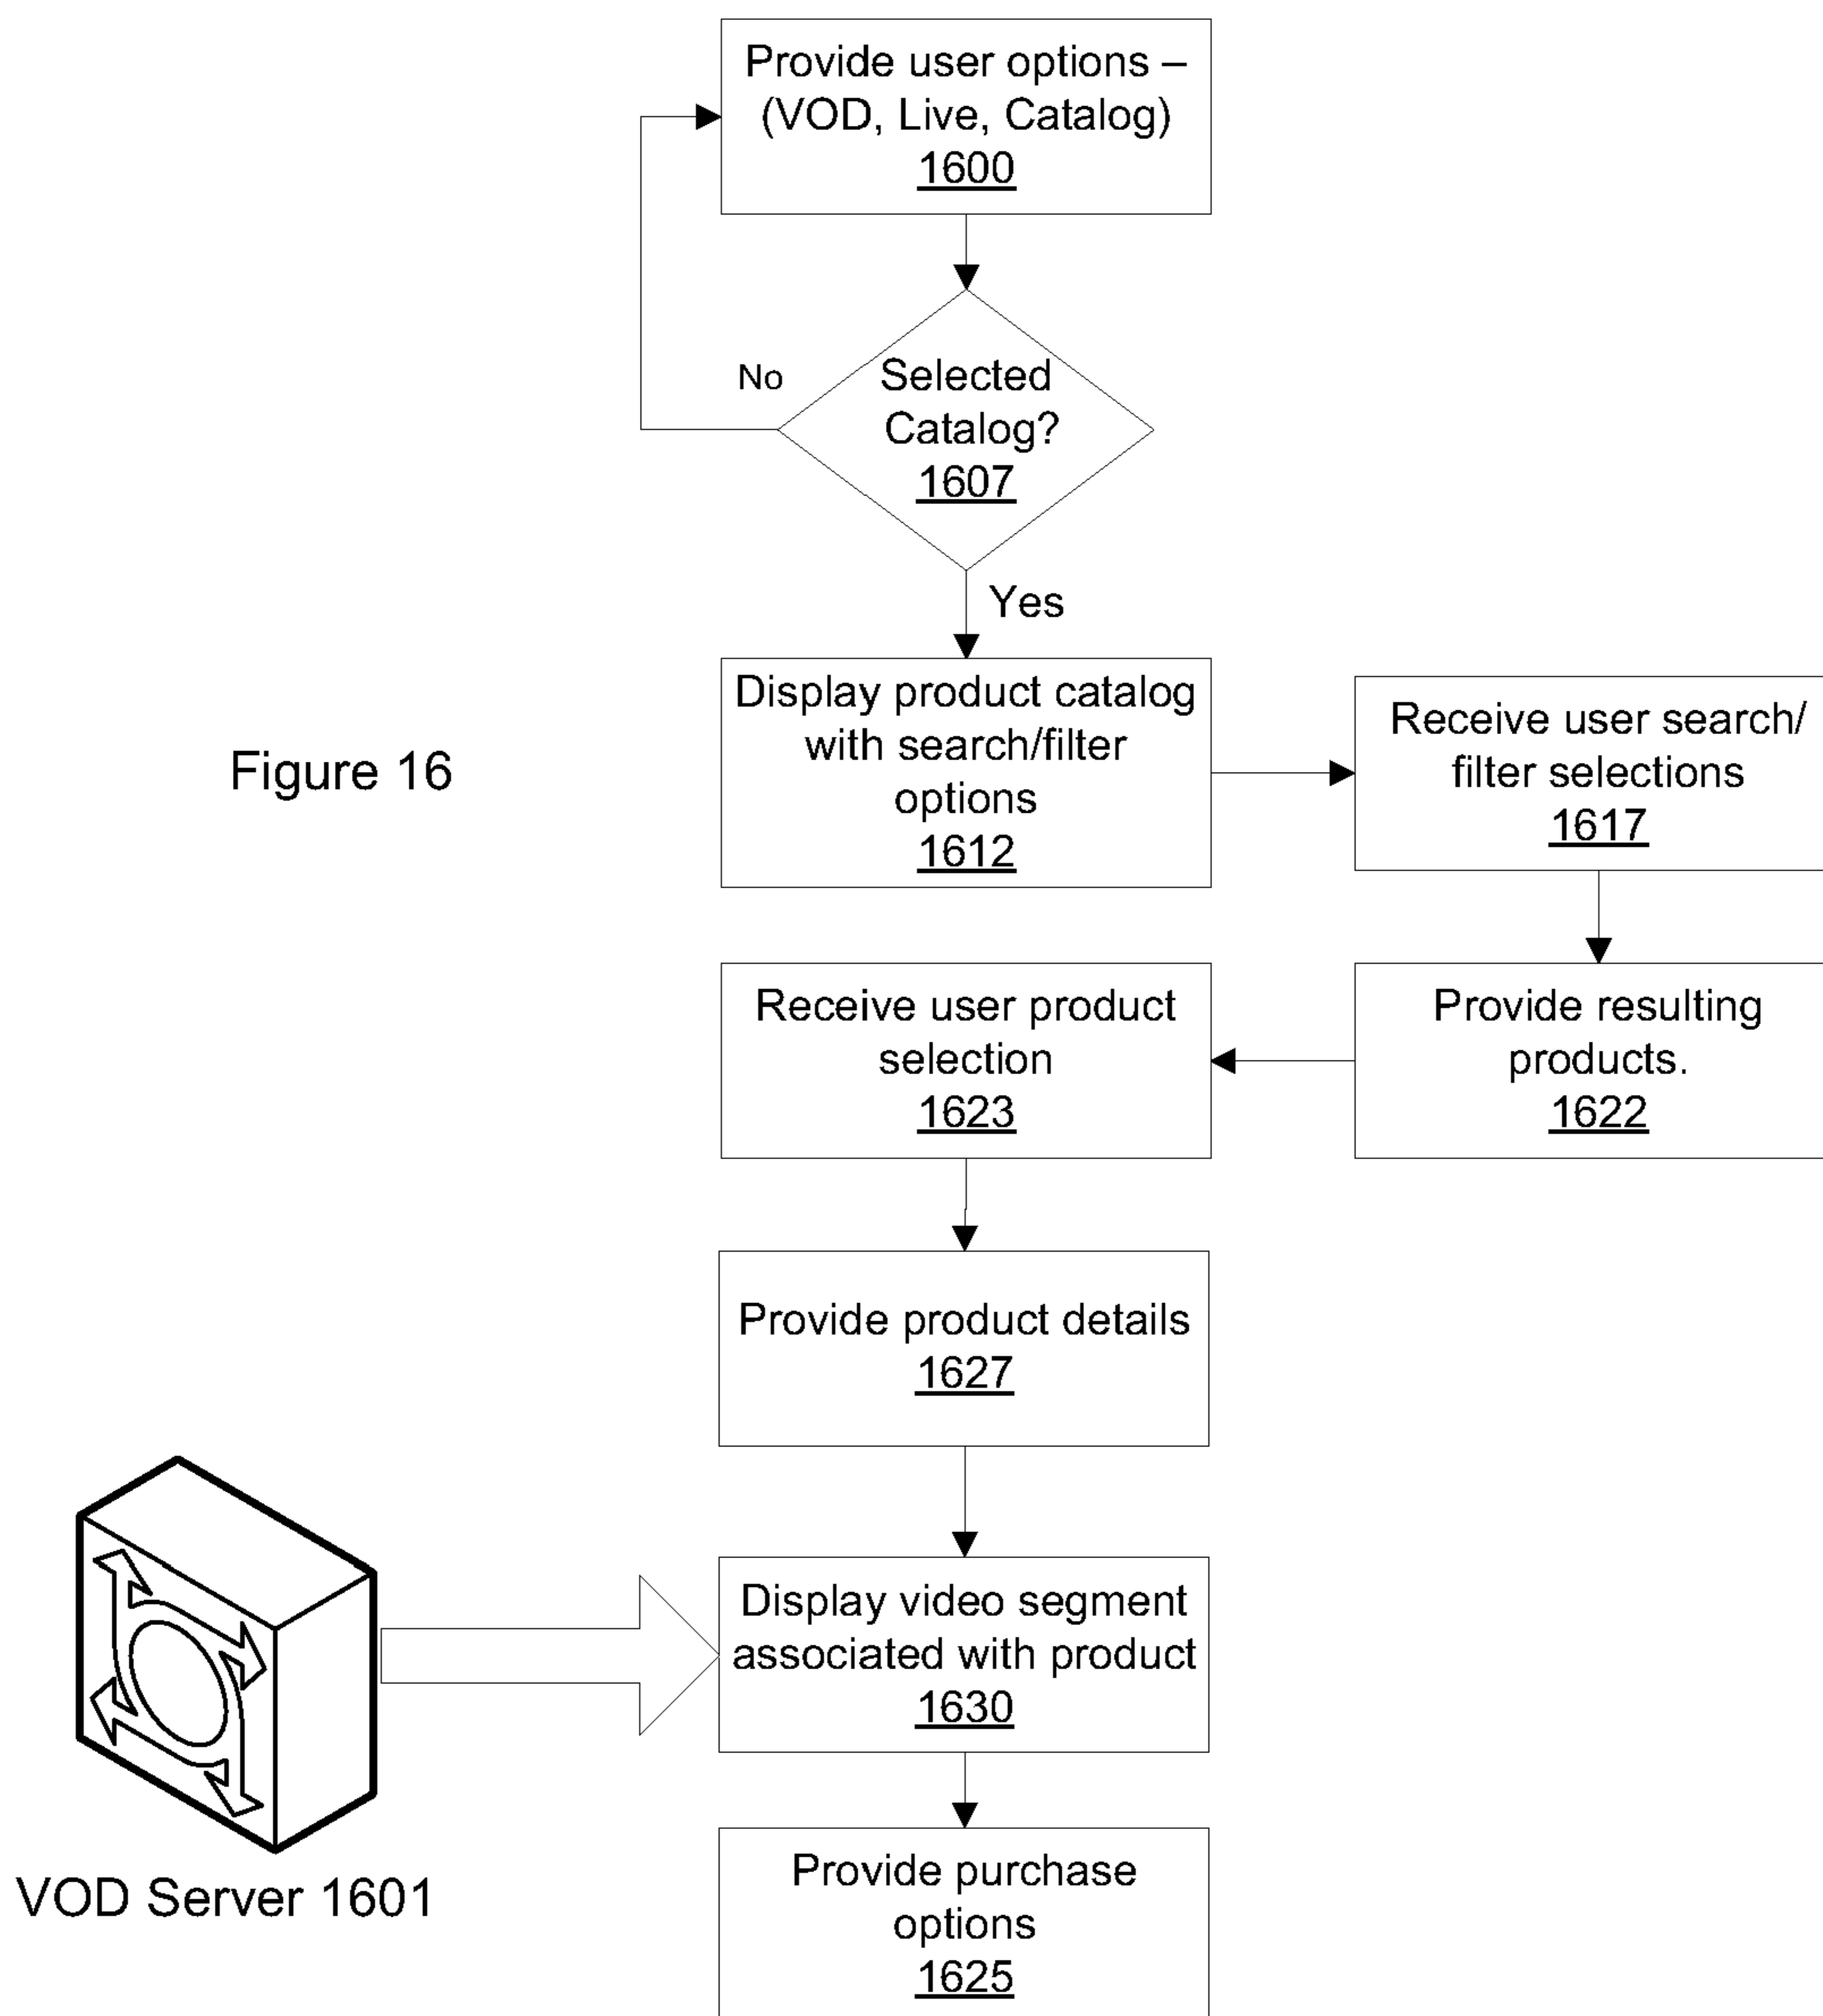 Provide user options –
(VOD, Live, Catalog)
1600
No
Selected
Catalog?
1607
Yes
Figure 16
Display product catalog
with search/filter
options
1612
Receive user search/
filter selections
1617
Receive user product
selection
1623
Provide resulting
products.
1622
Provide product details
1627
Display video segment
associated with product
1630
VOD Server 1601
Provide purchase
options
1625